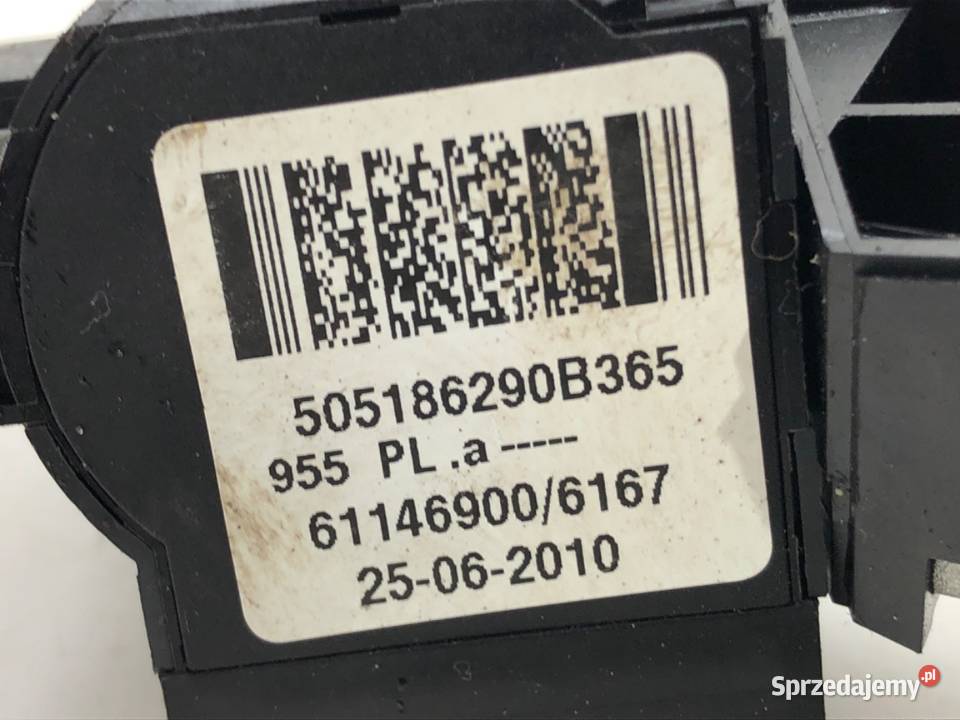 505186290B365
955 PL .a -----
61146900/6167
25-06-2010
Sprzedajemy.pl